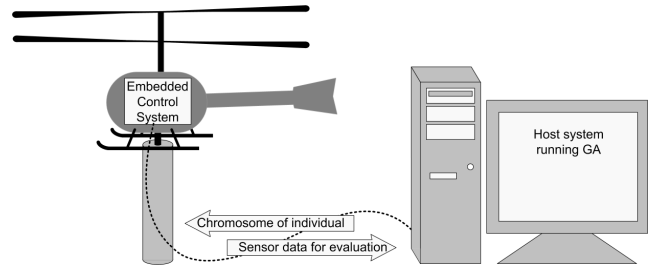 Embedded
Control
System
Host system
running GA
Chromosome of individual
Sensor data for evaluation